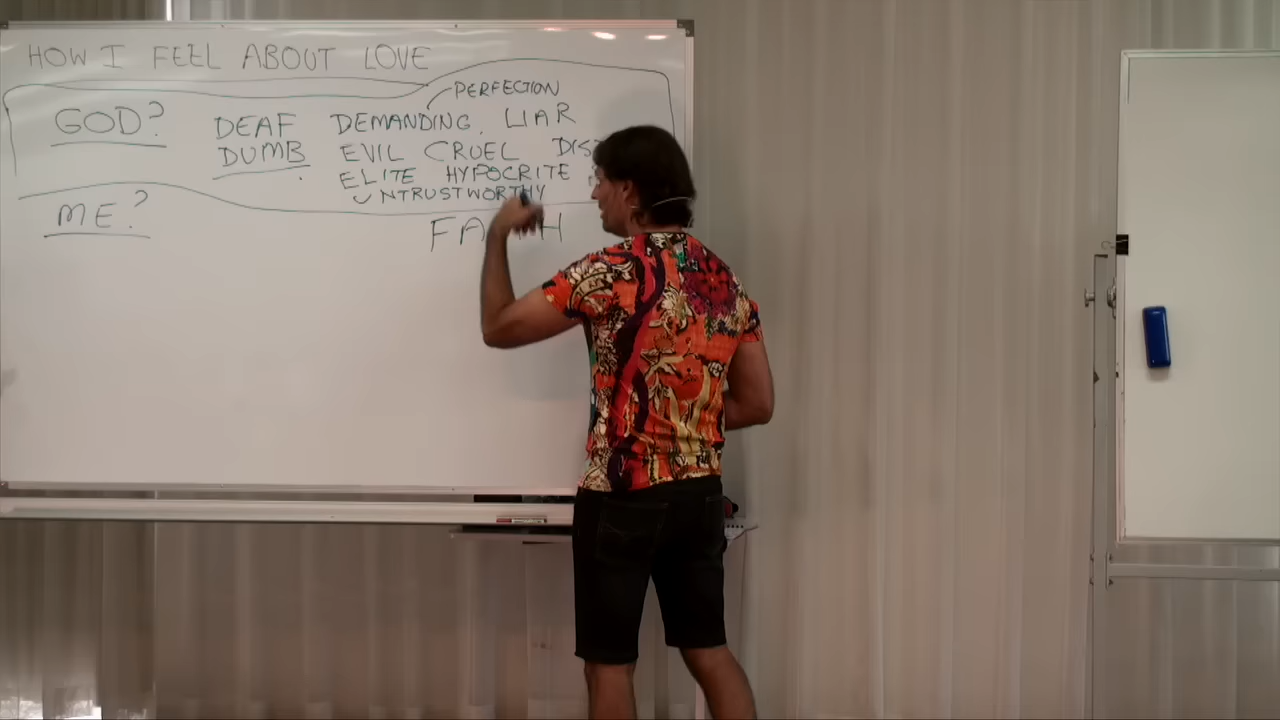 HOW I FEEL ABOUT LOVE
PERFECTION
GOD? DEAF DEMANDING, LIAR
DUMB EVIL CRUEL
ELITE HYPOCRITE
UNTRUSTWORTHY
ME?